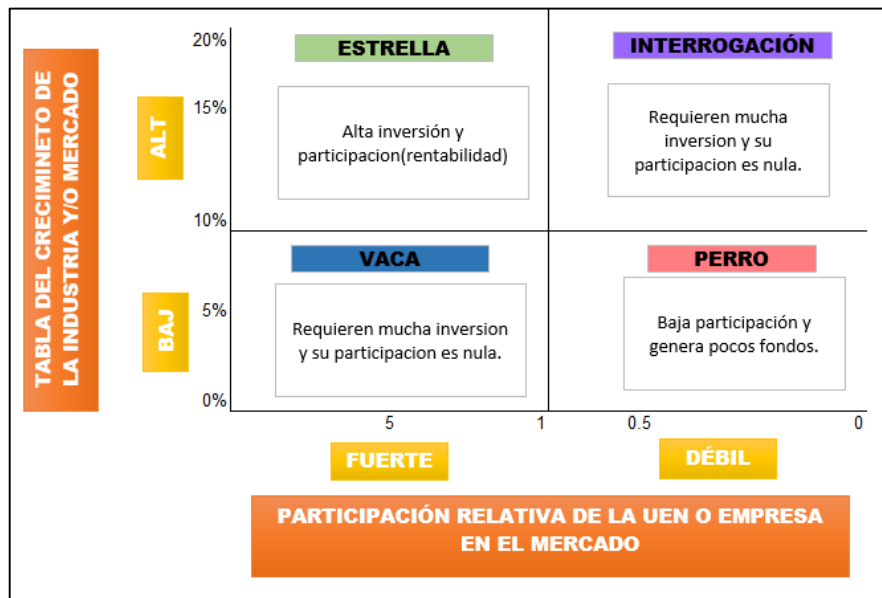 TABLA DEL CRECIMINETO DE
LA INDUSTRIA Y/O MERCADO
ALT
BAJ
20%
15%
10%
5%
0%
ESTRELLA
Alta inversión y
participacion(rentabilidad)
INTERROGACIÓN
Requieren mucha
inversion y su
participacion es nula.
VACA
Requieren mucha inversion
y su participacion es nula.
PERRO
Baja participación y
genera pocos fondos.
5
1
0.5
0
FUERTE
DÉBIL
PARTICIPACIÓN RELATIVA DE LA UEN O EMPRESA
EN EL MERCADO